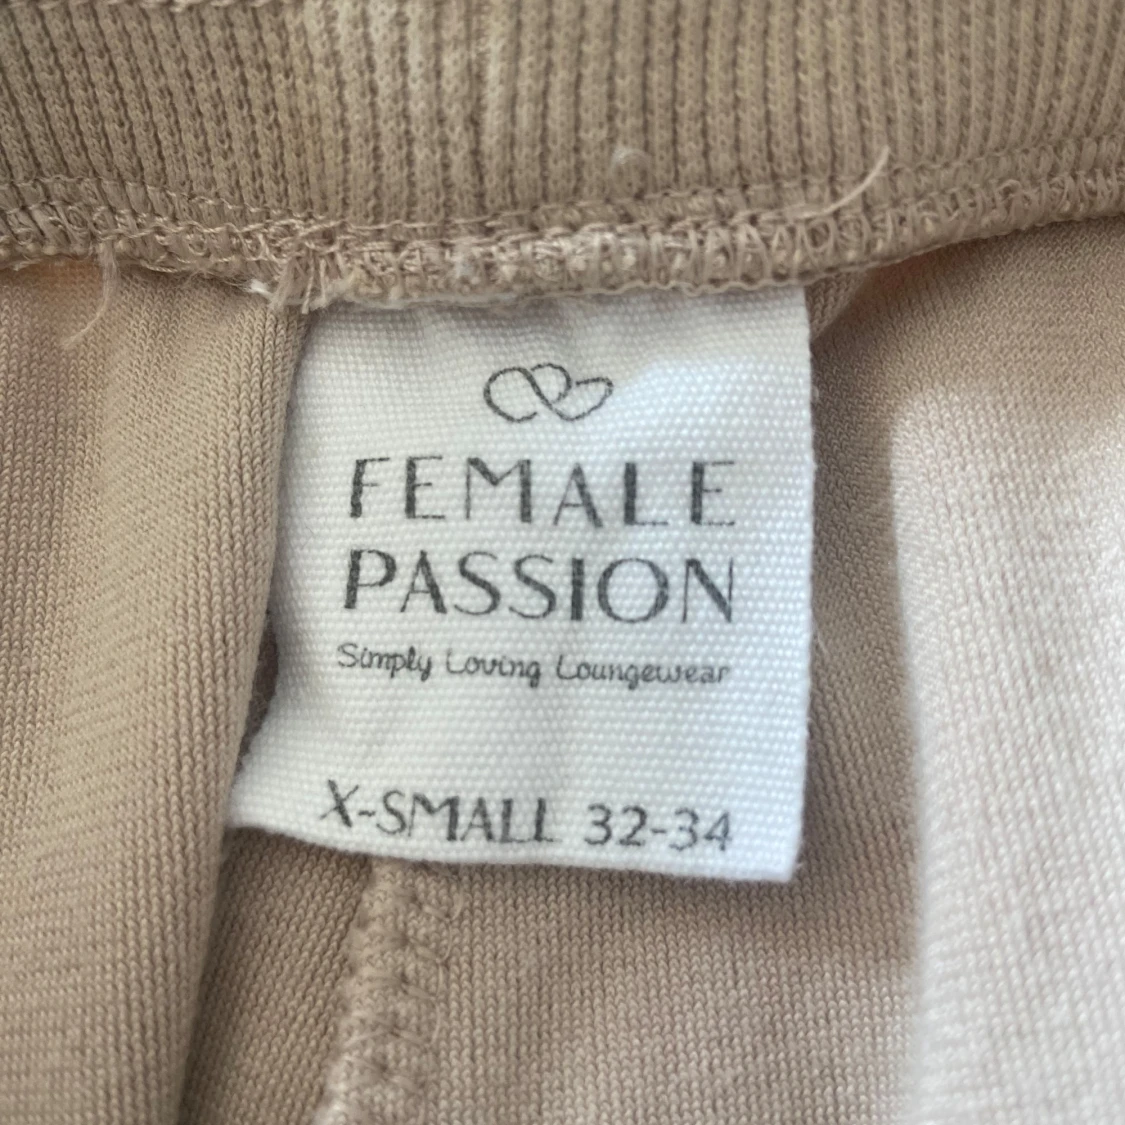 FEMALE
PASSION
Simply Loving Loungewear
X-SMALL 32-34